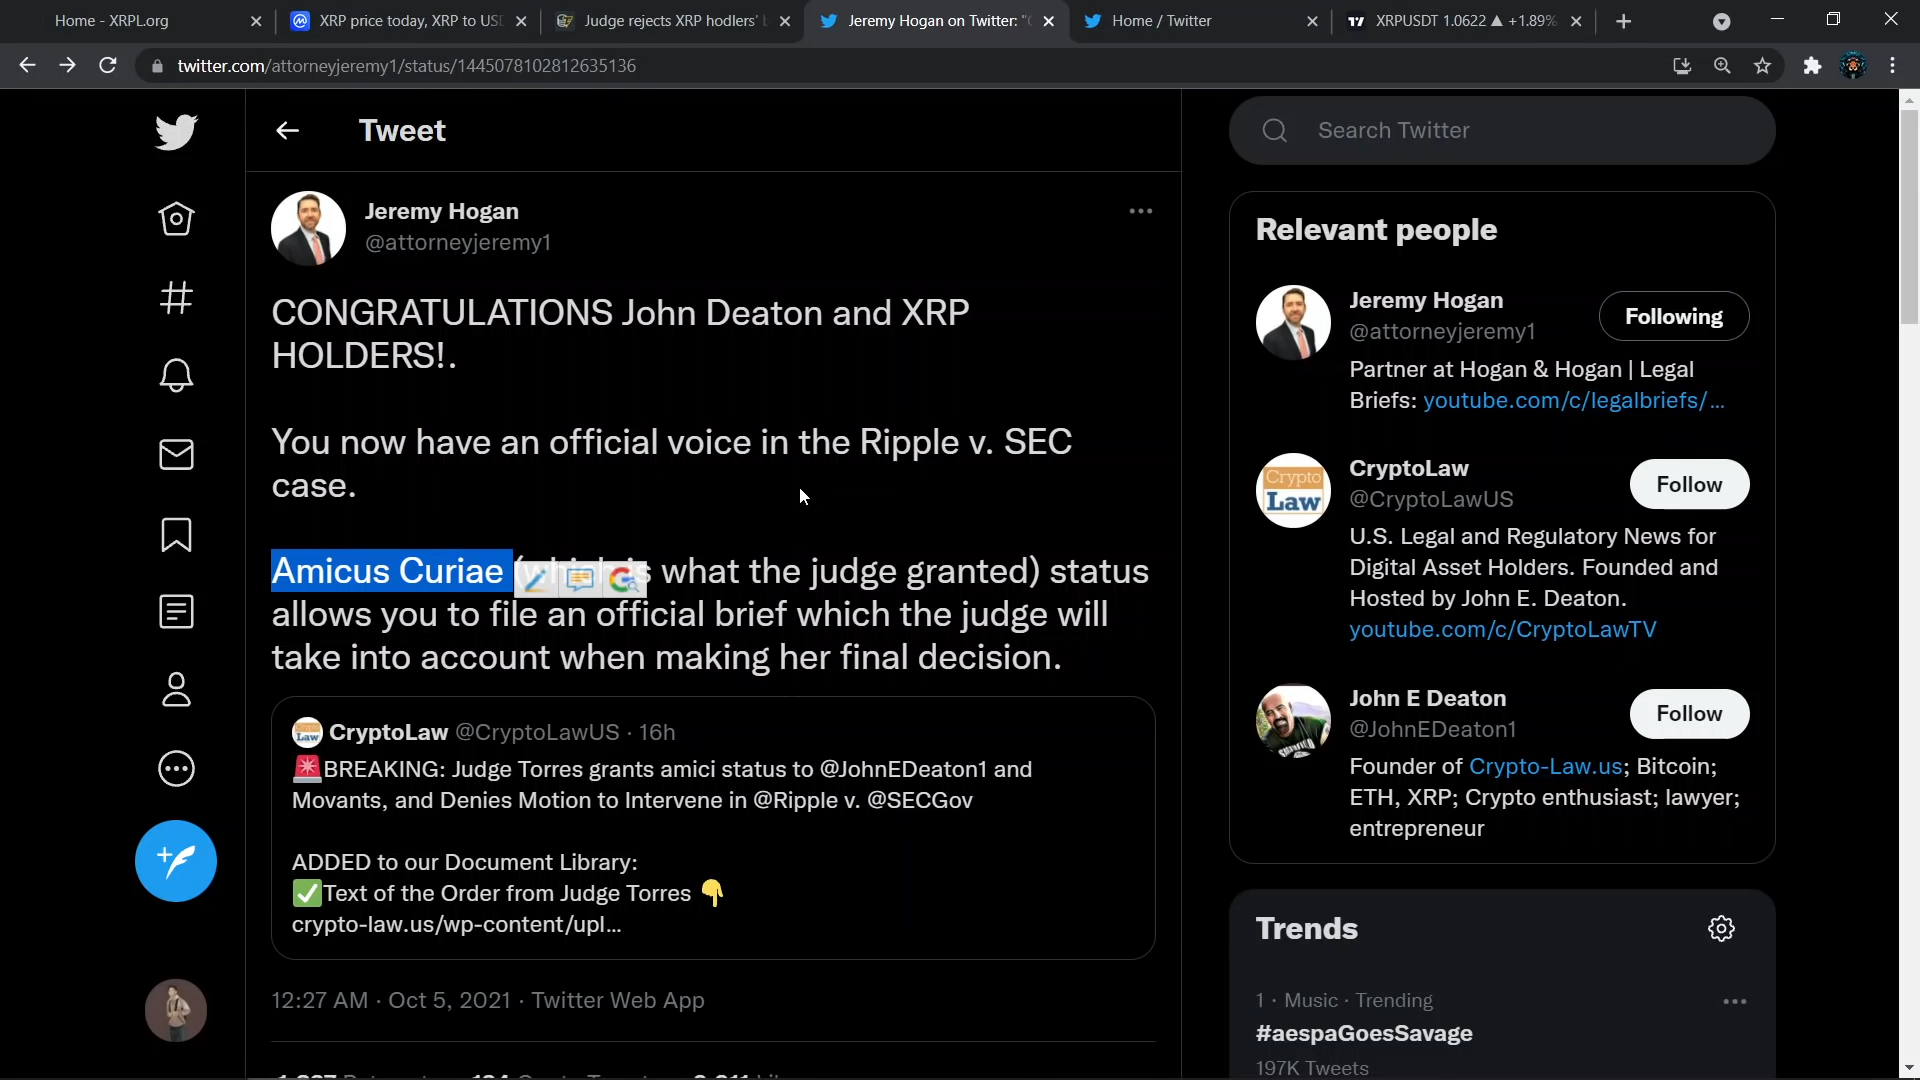 Home - XRPL.org
XRP price today, XRP to US
Judge rejects XRP hodlers'
Jeremy Hogan on Twitter: "
Home / Twitter
XRPUSDT 1.0622 ▲ +1.89%
twitter.com/attorneyjeremy1/status/1445078102812635136
Tweet
Search Twitter
Jeremy Hogan
@attorneyjeremy1
CONGRATULATIONS John Deaton and XRP
HOLDERS!.
You now have an official voice in the Ripple v. SEC
case.
Amicus Curiae (which is what the judge granted) status
allows you to file an official brief which the judge will
take into account when making her final decision.
CryptoLaw @CryptoLawUS · 16h
🚨BREAKING: Judge Torres grants amici status to @JohnEDeaton1 and
Movants, and Denies Motion to Intervene in @Ripple v. @SECGov
ADDED to our Document Library:
✅Text of the Order from Judge Torres 👇
crypto-law.us/wp-content/upl...
12:27 AM · Oct 5, 2021 · Twitter Web App
Relevant people
Jeremy Hogan
@attorneyjeremy1
Following
Partner at Hogan & Hogan | Legal
Briefs: youtube.com/c/legalbriefs/...
Crypto
Law
CryptoLaw
@CryptoLawUS
Follow
U.S. Legal and Regulatory News for
Digital Asset Holders. Founded and
Hosted by John E. Deaton.
youtube.com/c/CryptoLawTV
John E Deaton
@JohnEDeaton1
Follow
Founder of Crypto-Law.us; Bitcoin;
ETH, XRP; Crypto enthusiast; lawyer;
entrepreneur
Trends
1 · Music · Trending
#aespaGoesSavage
197K Tweets